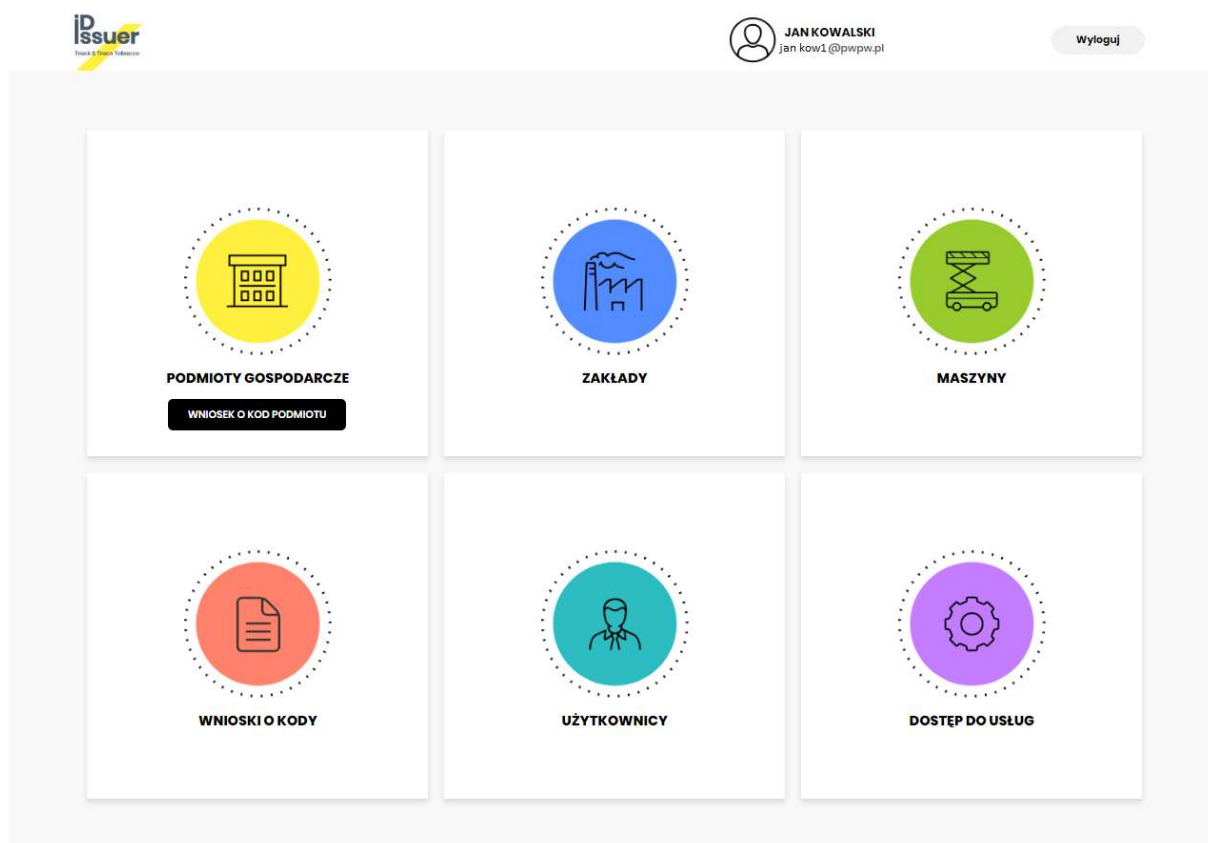 iD
issuer
Track & Trace Tobacco
JAN KOWALSKI
jan kow1@pwpw.pl
Wyloguj
PODMIOTY GOSPODARCZE
WNIOSEK O KOD PODMIOTU
ZAKŁADY
MASZYNY
WNIOSKI O KODY
UŻYTKOWNICY
DOSTĘP DO USŁUG